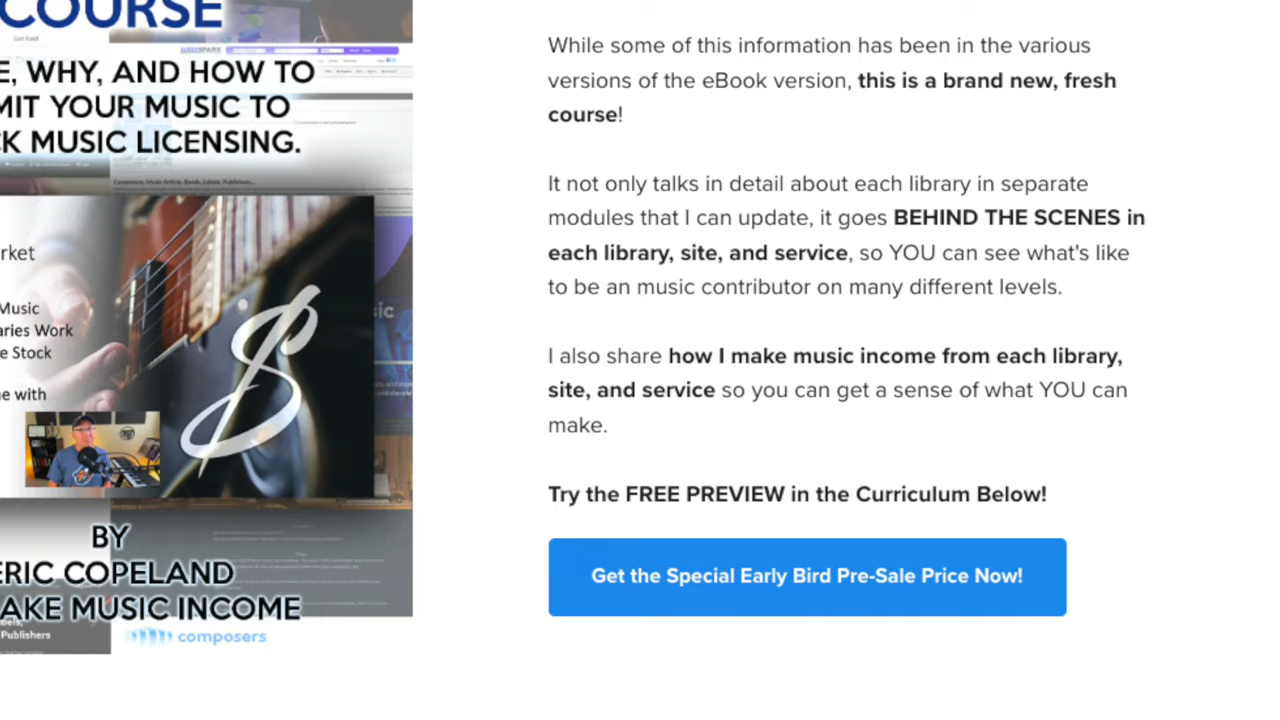 COURSE
E, WHY, AND HOW TO
MIT YOUR MUSIC TO
CK MUSIC LICENSING.
rket
Music
aries Work
e Stock
e with
BY
ERIC COPELAND
AKE MUSIC INCOME
Publishers
composers
While some of this information has been in the various
versions of the eBook version, this is a brand new, fresh
course!
It not only talks in detail about each library in separate
modules that I can update, it goes BEHIND THE SCENES in
each library, site, and service, so YOU can see what's like
to be an music contributor on many different levels.
I also share how I make music income from each library,
site, and service so you can get a sense of what YOU can
make.
Try the FREE PREVIEW in the Curriculum Below!
Get the Special Early Bird Pre-Sale Price Now!